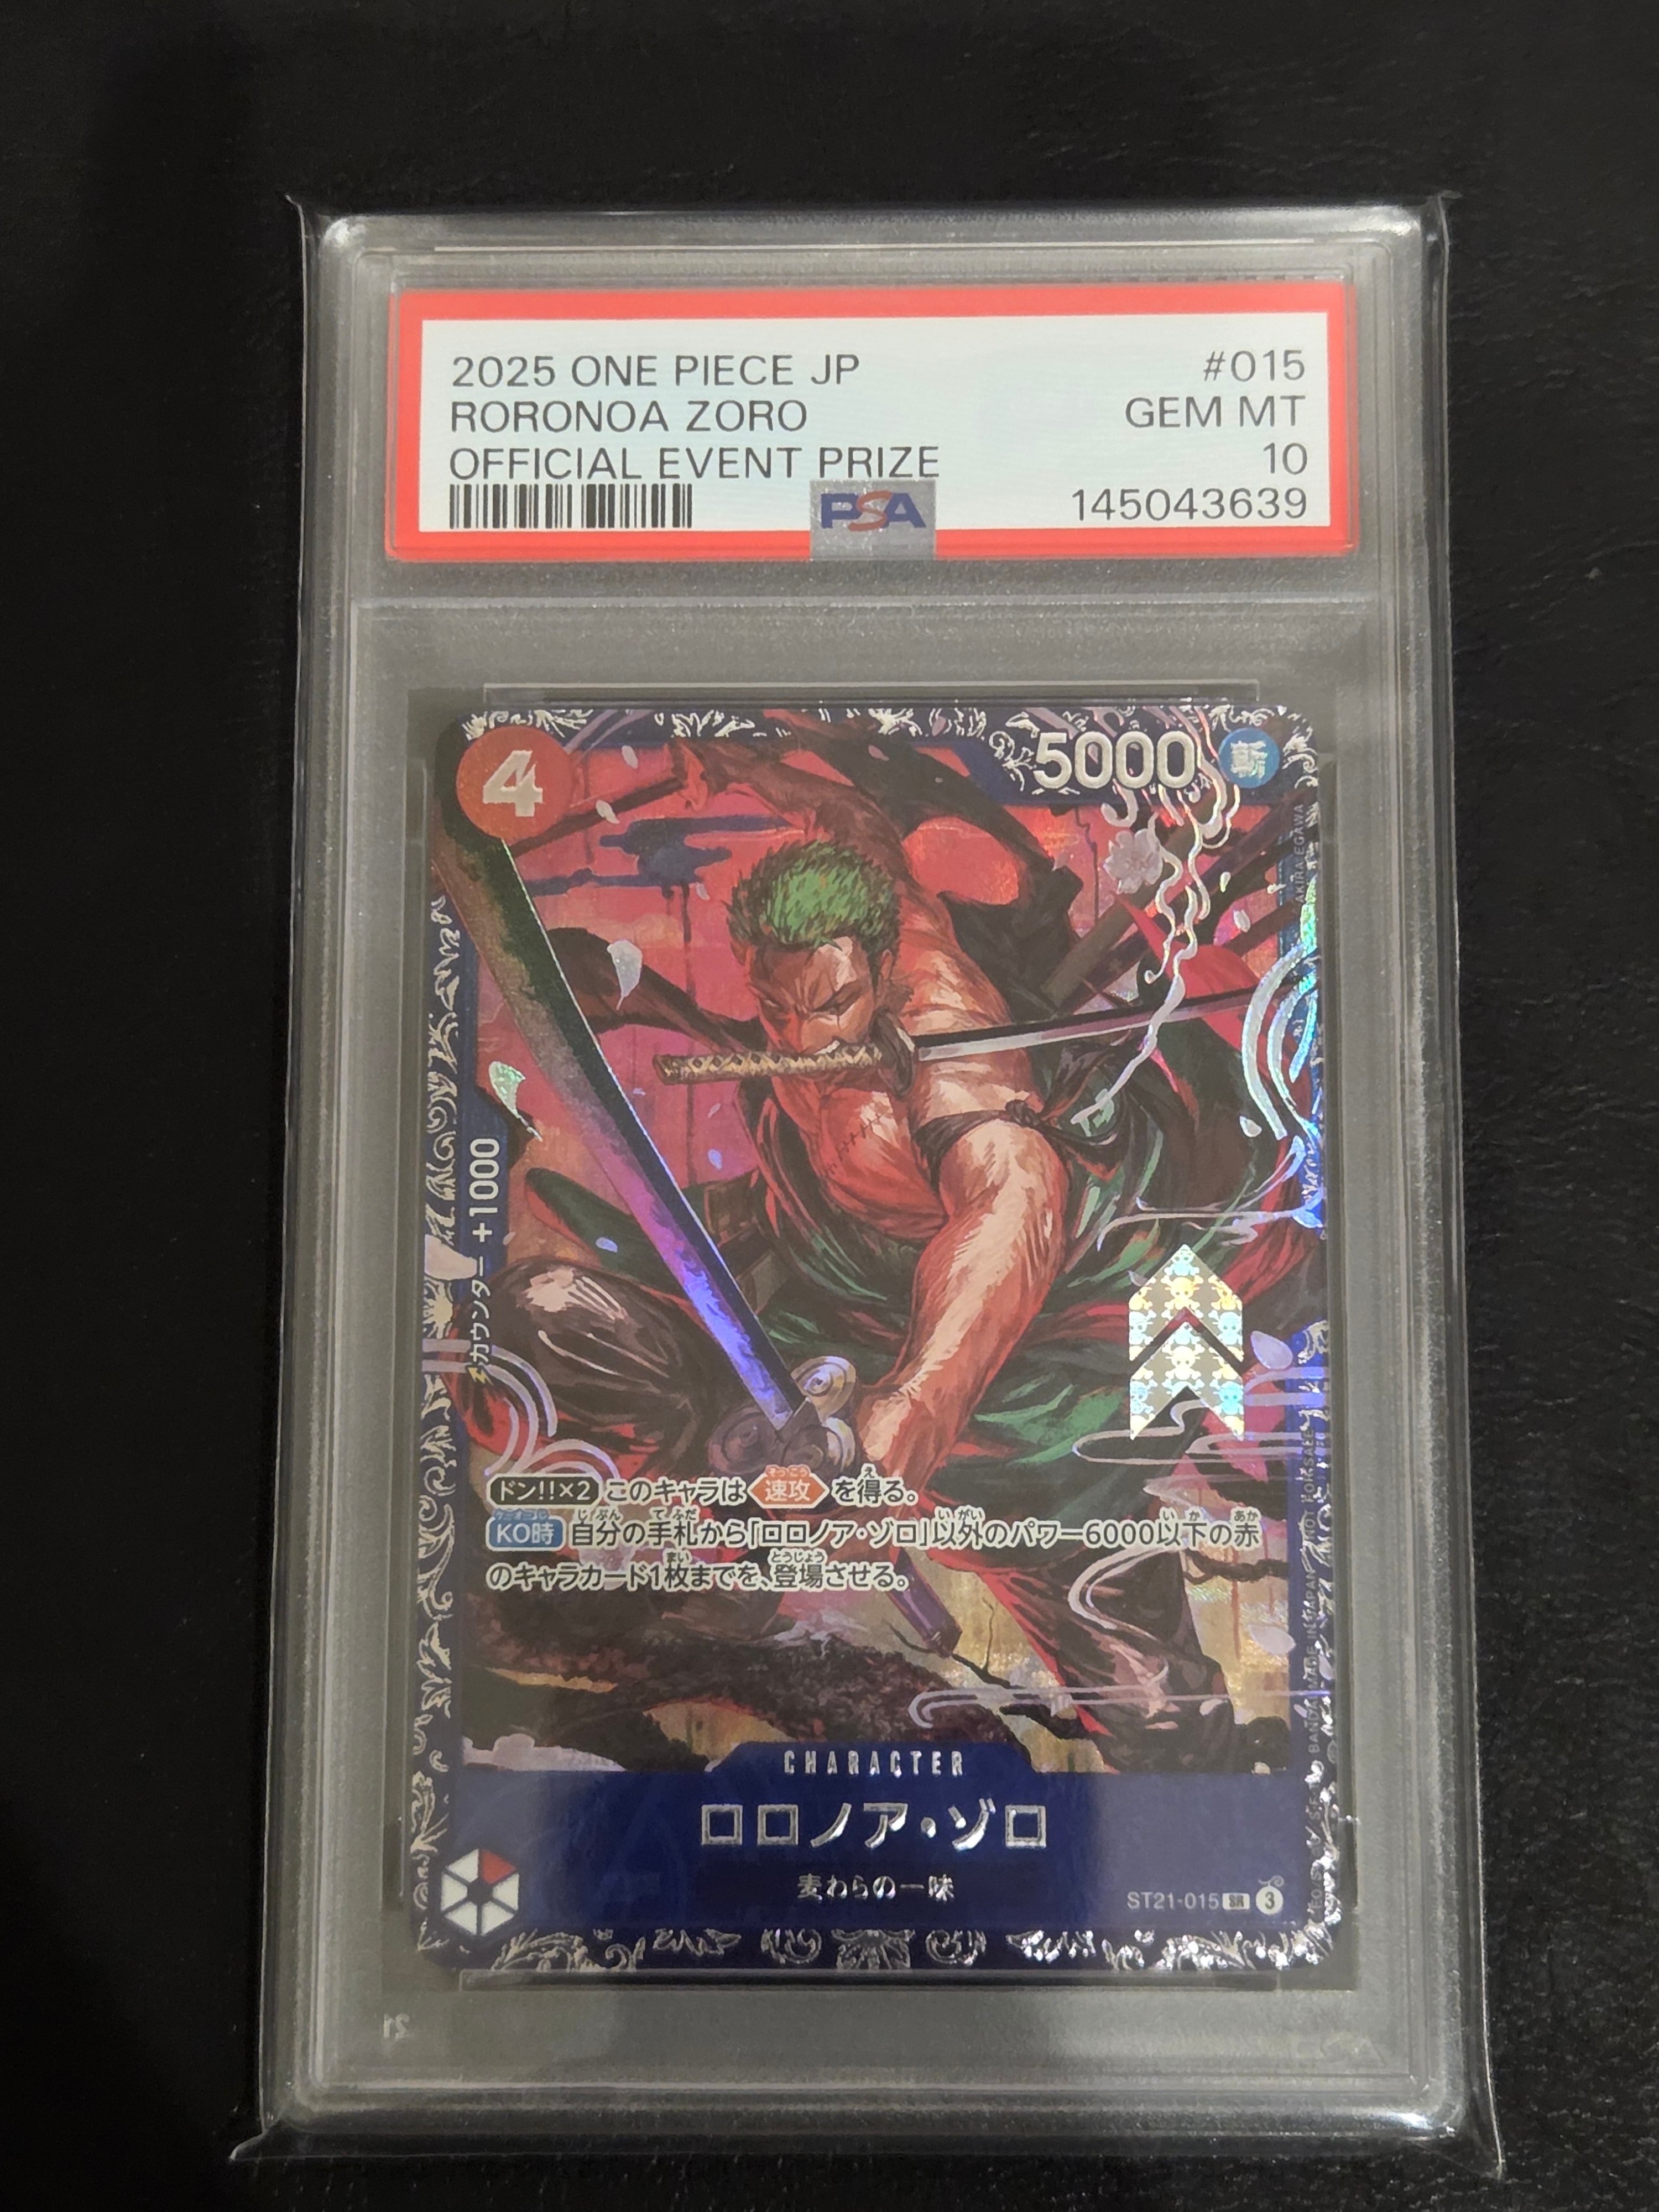 2025 ONE PIECE JP #015
RORONOA ZORO GEM MT
OFFICIAL EVENT PRIZE 10
PSA 145043639
4 5000 斬
AKIRA EGAWA
カウンター +1000
ドン!!×2 このキャラは 速攻 を得る。
KO時 自分の手札から「ロロノア・ゾロ」以外のパワー6000以下の赤
のキャラカード1枚までを、登場させる。
CHARACTER
ロロノア・ゾロ
麦わらの一味
ST21-015 SR 3